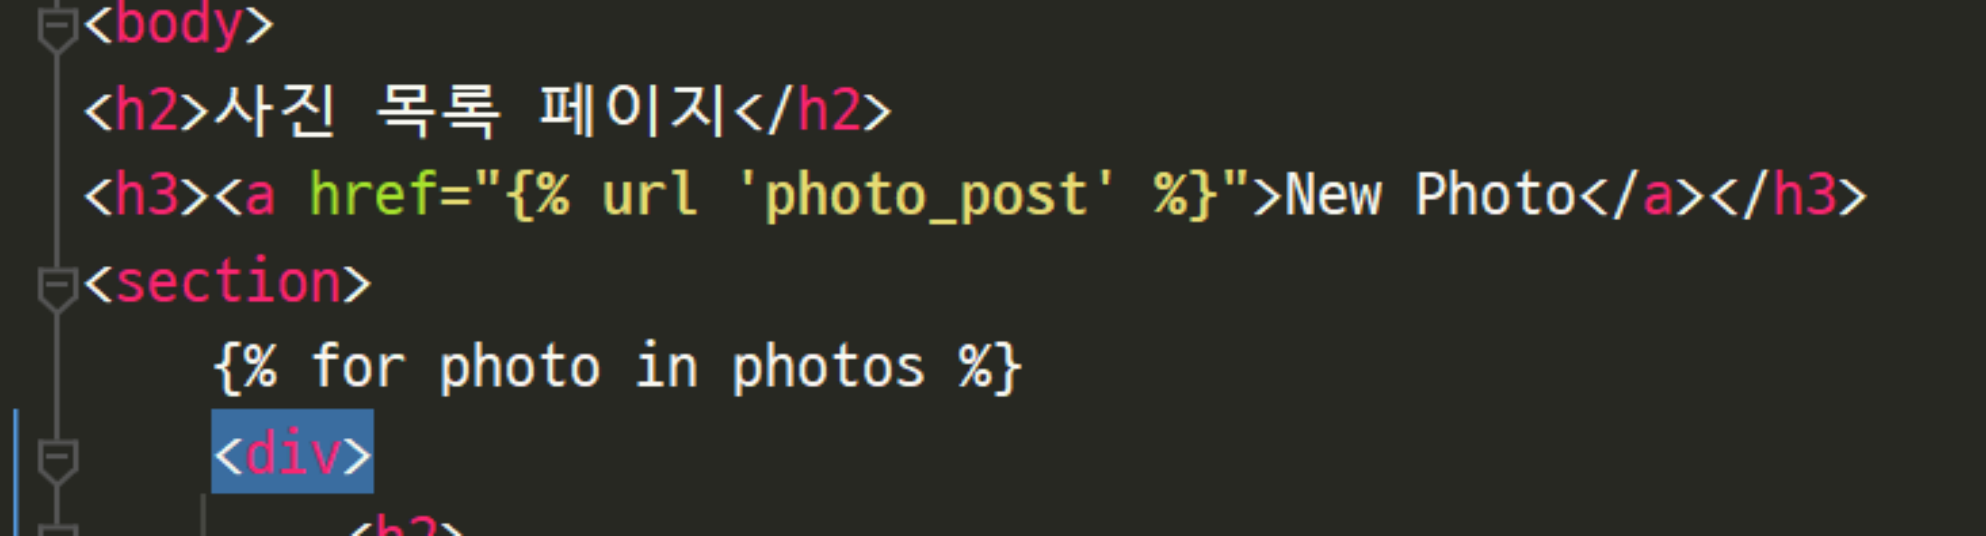 <body>
<h2>사진 목록 페이지</h2>
<h3><a href="{% url 'photo_post' %}">New Photo</a></h3>
<section>
{% for photo in photos %}
<div>
<h2>